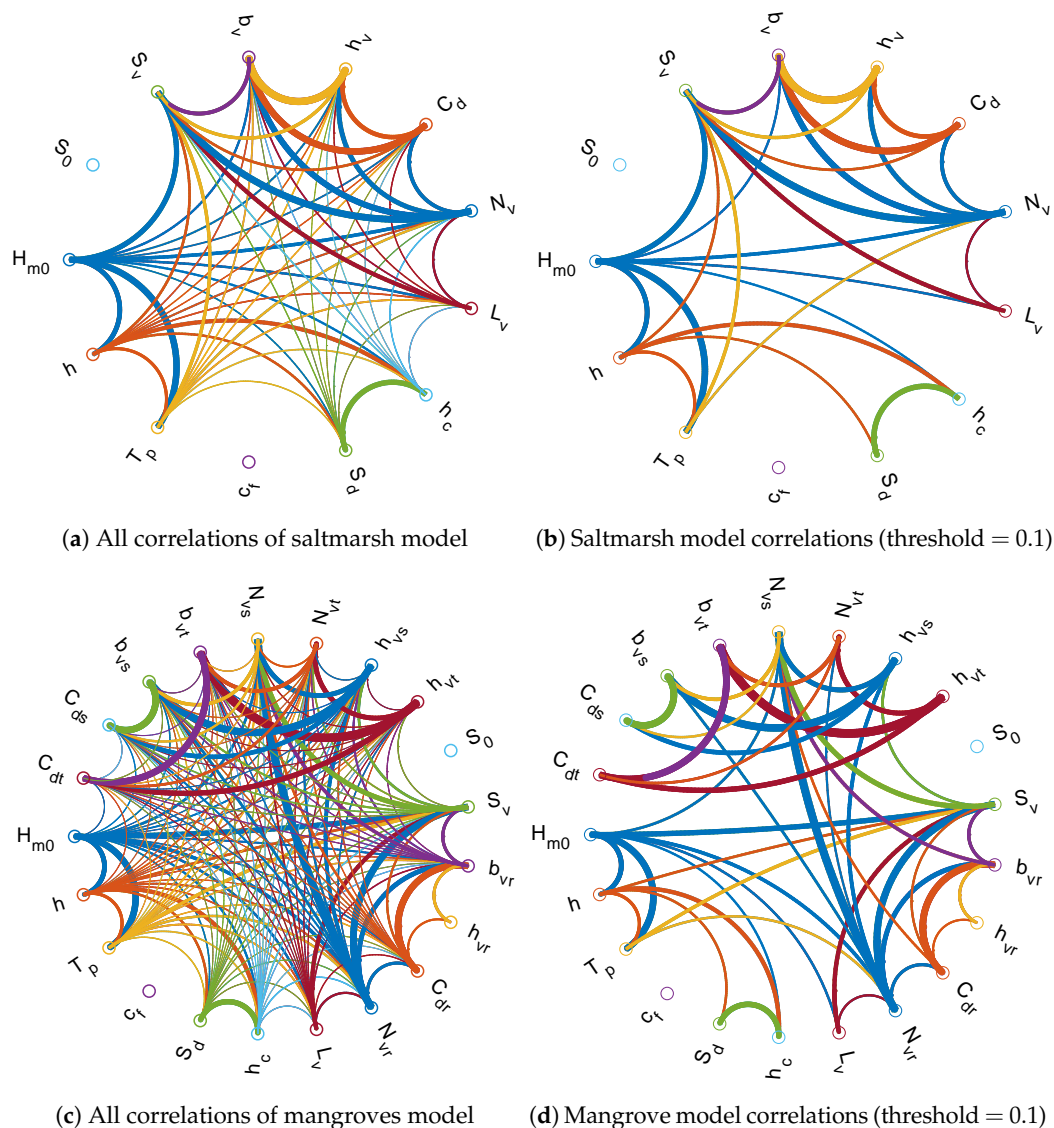 b_v
h_v
S_v
C_d
S_0
N_v
H_m0
L_v
h
h_c
T_p
S_d
c_f
b_v
h_v
S_v
C_d
S_0
N_v
H_m0
L_v
h
h_c
T_p
S_d
c_f
(a) All correlations of saltmarsh model
(b) Saltmarsh model correlations (threshold = 0.1)
N_vs
N_vt
b_vt
h_vs
b_vs
h_vt
C_ds
S_0
C_dt
S_v
H_m0
b_vr
h
h_vr
T_p
C_dr
c_f
N_vr
S_d
L_v
h_c
N_vs
N_vt
b_vt
h_vs
b_vs
h_vt
C_ds
S_0
C_dt
S_v
H_m0
b_vr
h
h_vr
T_p
C_dr
c_f
N_vr
S_d
L_v
h_c
(c) All correlations of mangroves model
(d) Mangrove model correlations (threshold = 0.1)